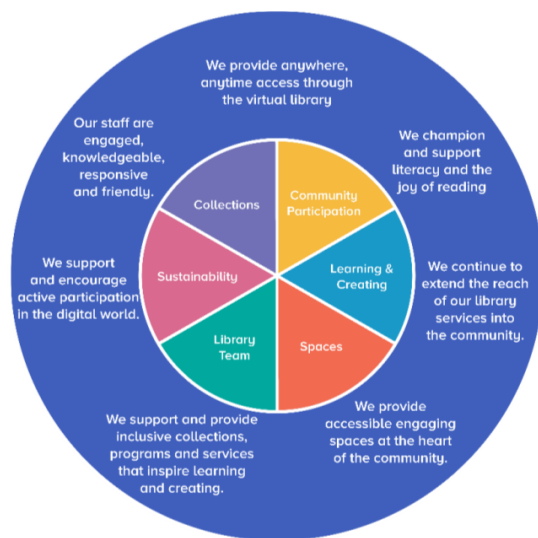 We provide anywhere,
anytime access through
the virtual library
Our staff are
engaged,
knowledgeable,
responsive
and friendly.
We champion
and support
literacy and the
joy of reading
Collections
Community
Participation
We support
and encourage
active participation
in the digital world.
Sustainability
Learning &
Creating
We continue to
extend the reach
of our library
services into
the community.
Library
Team
Spaces
We support and provide
inclusive collections,
programs and services
that inspire learning
and creating.
We provide
accessible engaging
spaces at the heart
of the community.